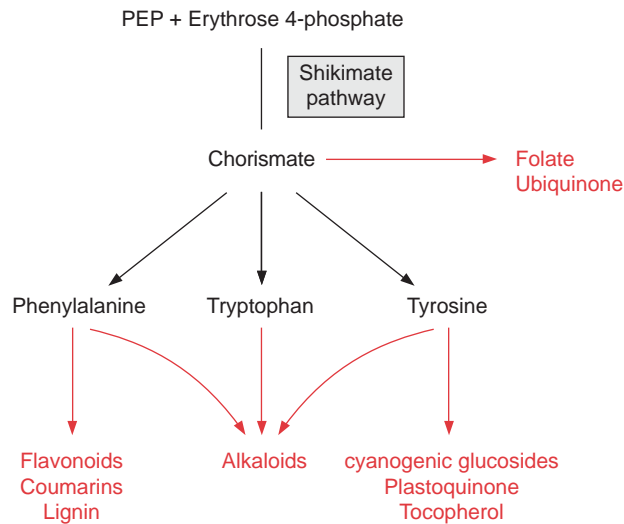 PEP + Erythrose 4-phosphate
Shikimate
pathway
Chorismate
Folate
Ubiquinone
Phenylalanine
Tryptophan
Tyrosine
Flavonoids
Coumarins
Lignin
Alkaloids
cyanogenic glucosides
Plastoquinone
Tocopherol